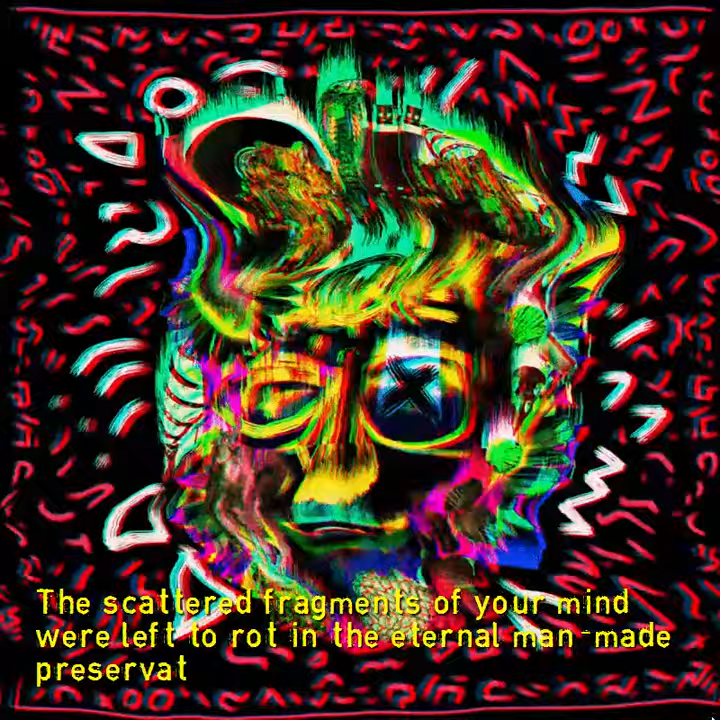 The scattered fragments of your mind
were left to rot in the eternal man-made
preservat